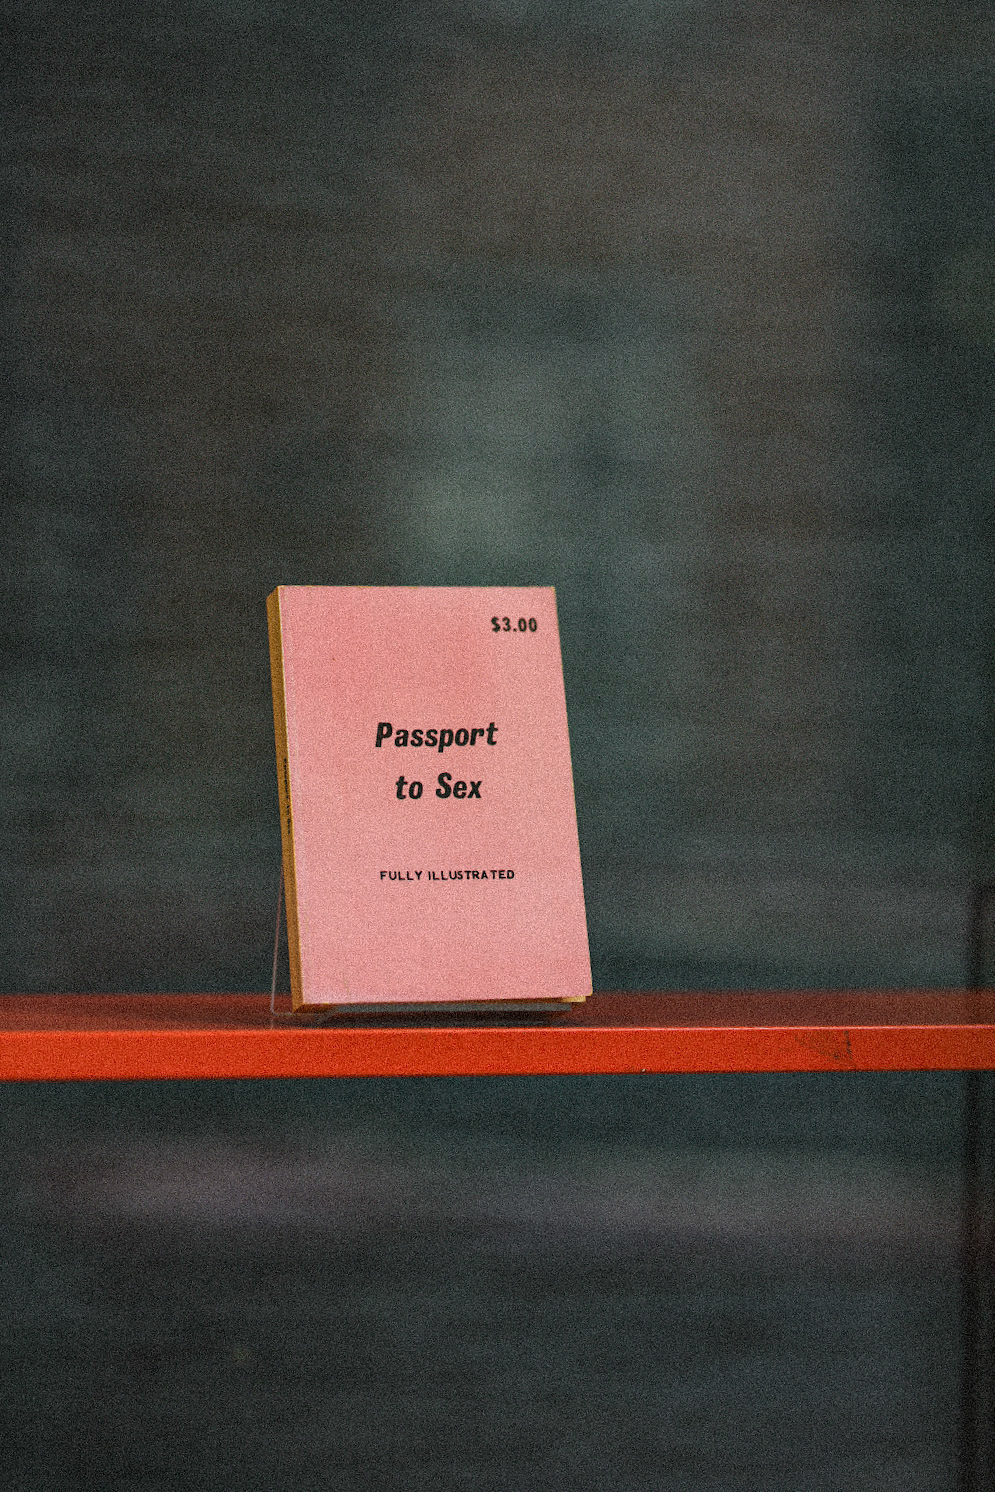 $3.00
Passport
to Sex
FULLY ILLUSTRATED